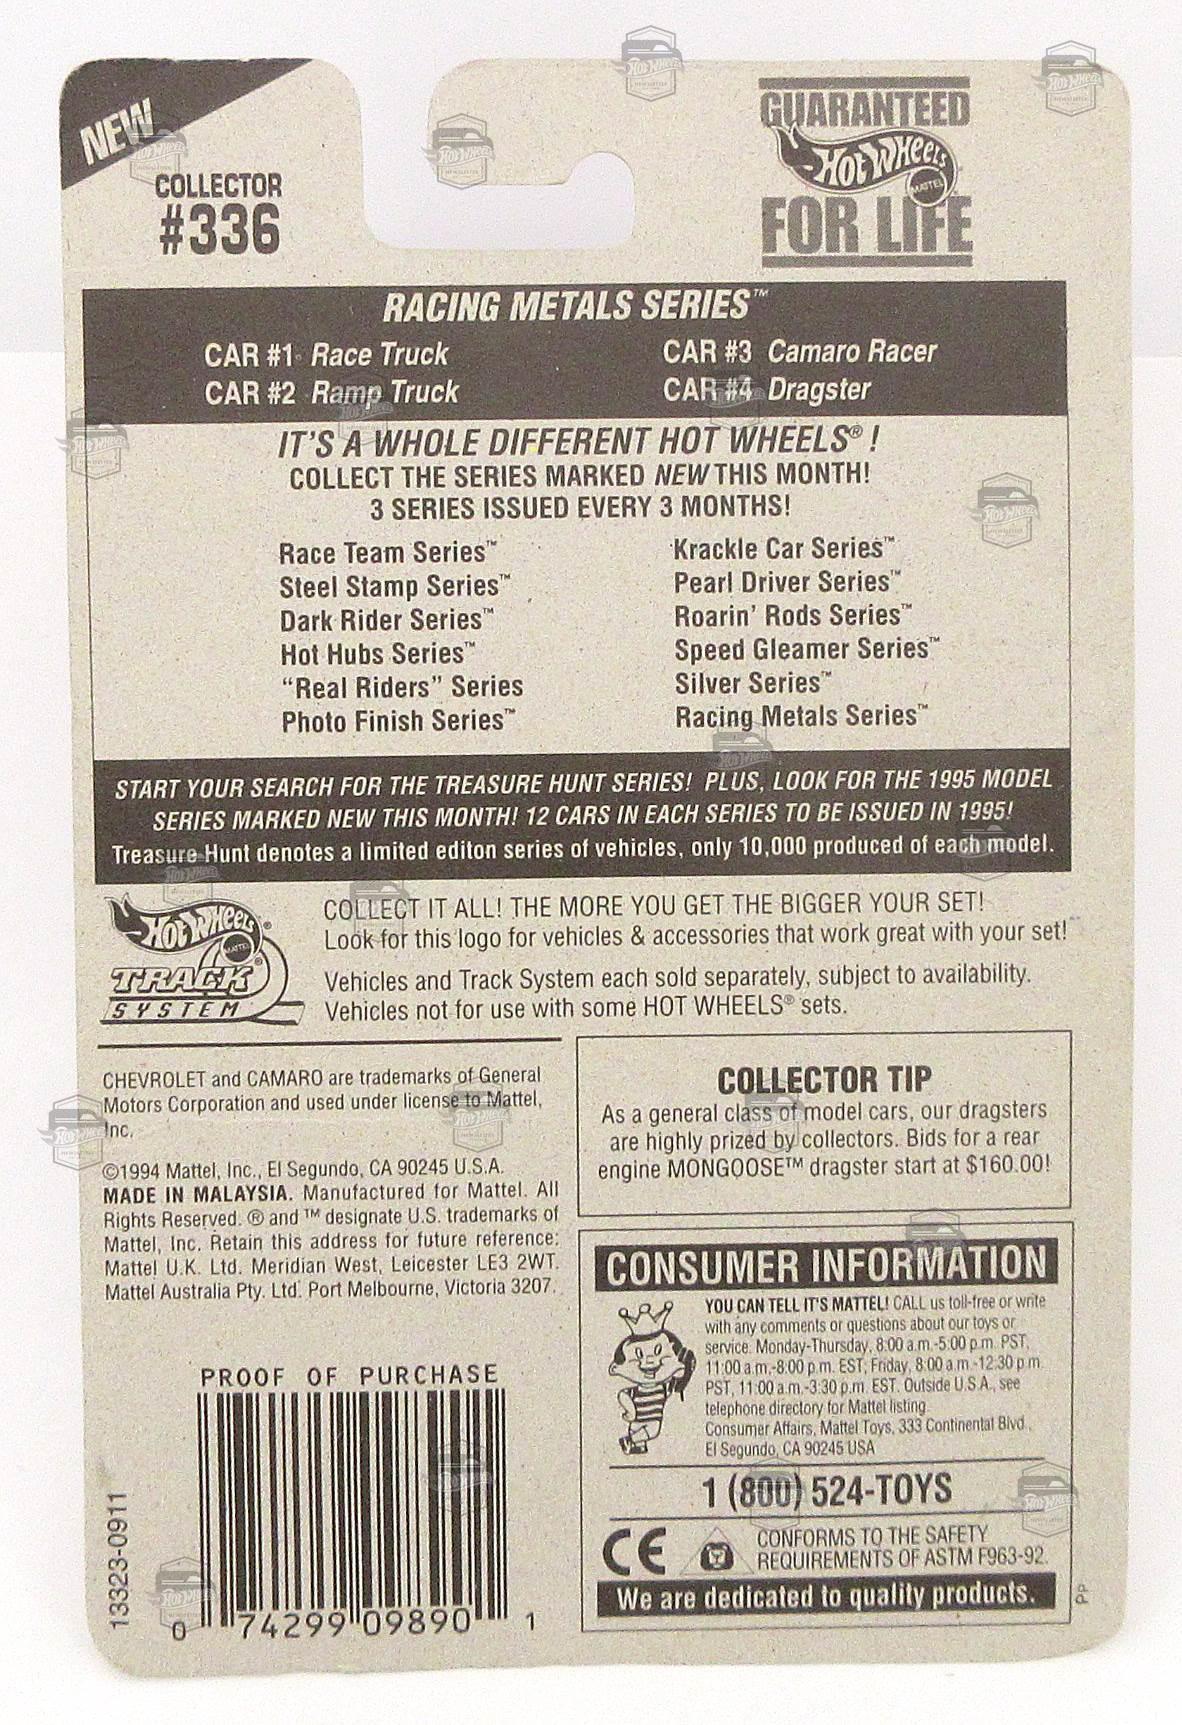 NEW
COLLECTOR
#336
GUARANTEED
HOT WHEELS
MATTEL
FOR LIFE
RACING METALS SERIES™
CAR #1 Race Truck
CAR #2 Ramp Truck
CAR #3 Camaro Racer
CAR #4 Dragster
IT'S A WHOLE DIFFERENT HOT WHEELS® !
COLLECT THE SERIES MARKED NEW THIS MONTH!
3 SERIES ISSUED EVERY 3 MONTHS!
Race Team Series™
Steel Stamp Series™
Dark Rider Series™
Hot Hubs Series™
“Real Riders” Series
Photo Finish Series™
Krackle Car Series™
Pearl Driver Series™
Roarin’ Rods Series™
Speed Gleamer Series™
Silver Series™
Racing Metals Series™
START YOUR SEARCH FOR THE TREASURE HUNT SERIES! PLUS, LOOK FOR THE 1995 MODEL
SERIES MARKED NEW THIS MONTH! 12 CARS IN EACH SERIES TO BE ISSUED IN 1995!
Treasure Hunt denotes a limited editon series of vehicles, only 10,000 produced of each model.
HOT WHEELS®
MATTEL
TRACK®
SYSTEM
COLLECT IT ALL! THE MORE YOU GET THE BIGGER YOUR SET!
Look for this logo for vehicles & accessories that work great with your set!
Vehicles and Track System each sold separately, subject to availability.
Vehicles not for use with some HOT WHEELS® sets.
CHEVROLET and CAMARO are trademarks of General
Motors Corporation and used under license to Mattel,
Inc.
©1994 Mattel, Inc., El Segundo, CA 90245 U.S.A.
MADE IN MALAYSIA. Manufactured for Mattel. All
Rights Reserved. ® and ™ designate U.S. trademarks of
Mattel, Inc. Retain this address for future reference:
Mattel U.K. Ltd. Meridian West, Leicester LE3 2WT.
Mattel Australia Pty. Ltd. Port Melbourne, Victoria 3207.
COLLECTOR TIP
As a general class of model cars, our dragsters
are highly prized by collectors. Bids for a rear
engine MONGOOSE™ dragster start at $160.00!
CONSUMER INFORMATION
YOU CAN TELL IT'S MATTEL! CALL us toll-free or write
with any comments or questions about our toys or
service. Monday-Thursday, 8:00 a.m.-5:00 p.m. PST,
11:00 a.m.-8:00 p.m. EST; Friday, 8:00 a.m.-12:30 p.m.
PST, 11:00 a.m.-3:30 p.m. EST. Outside U.S.A., see
telephone directory for Mattel listing.
Consumer Affairs, Mattel Toys, 333 Continental Blvd.,
El Segundo, CA 90245 USA
1 (800) 524-TOYS
CE
CONFORMS TO THE SAFETY
REQUIREMENTS OF ASTM F963-92.
We are dedicated to quality products.
PP
PROOF OF PURCHASE
13323-0911
0 74299 09890 1